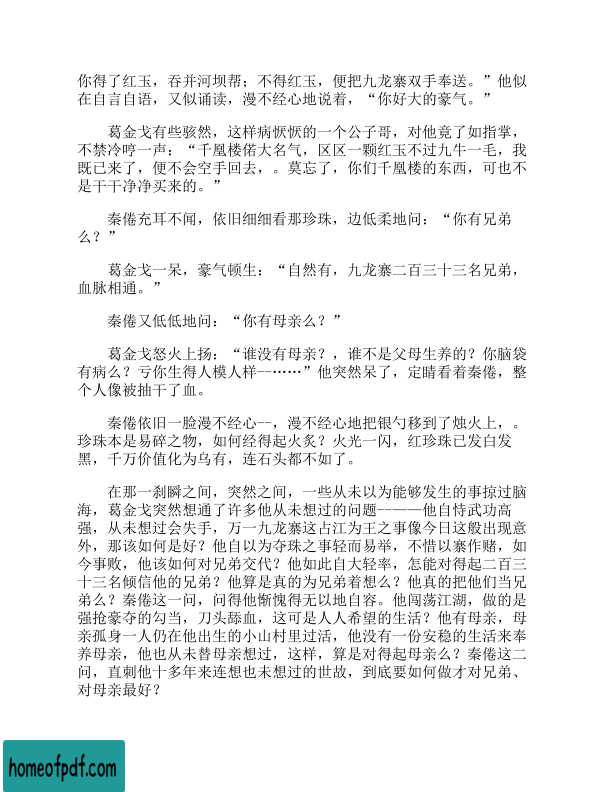 你得了红玉，吞并河坝帮；不得红玉，便把九龙寨双手奉送。”他似
在自言自语，又似诵读，漫不经心地说着，“你好大的豪气。”
葛金戈有些骇然，这样病恹恹的一个公子哥，对他竟了如指掌，
不禁冷哼一声：“千凰楼偌大名气，区区一颗红玉不过九牛一毛，我
既已来了，便不会空手回去，。莫忘了，你们千凰楼的东西，可也不
是干干净净买来的。”
秦倦充耳不闻，依旧细细看那珍珠，边低柔地问：“你有兄弟
么？”
葛金戈一呆，豪气顿生：“自然有，九龙寨二百三十三名兄弟，
血脉相通。”
秦倦又低低地问：“你有母亲么？”
葛金戈怒火上扬：“谁没有母亲？，谁不是父母生养的？你脑袋
有病么？亏你生得人模人样--……”他突然呆了，定睛看着秦倦，整
个人像被抽干了血。
秦倦依旧一脸漫不经心--，漫不经心地把银勺移到了烛火上，。
珍珠本是易碎之物，如何经得起火炙？火光一闪，红珍珠已发白发
黑，千万价值化为乌有，连石头都不如了。
在那一刹瞬之间，突然之间，一些从未以为能够发生的事掠过脑
海，葛金戈突然想通了许多他从未想过的问题--——他自恃武功高
强，从未想过会失手，万一九龙寨这占江为王之事像今日这般出现意
外，那该如何是好？他自以为夺珠之事轻而易举，不惜以寨作赌，如
今事败，他该如何对兄弟交代？他如此自大轻率，怎能对得起二百三
十三名倾信他的兄弟？他算是真的为兄弟着想么？他真的把他们当兄
弟么？秦倦这一问，问得他惭愧得无以地自容。他闯荡江湖，做的是
强抢豪夺的勾当，刀头舔血，这可是人人希望的生活？他有母亲，母
亲孤身一人仍在他出生的小山村里过活，他没有一份安稳的生活来奉
养母亲，他也从未替母亲想过，这样，算是对得起母亲么？秦倦这二
问，直刺他十多年来连想也未想过的世故，到底要如何做才对兄弟、
对母亲最好？
homeofpdf.com